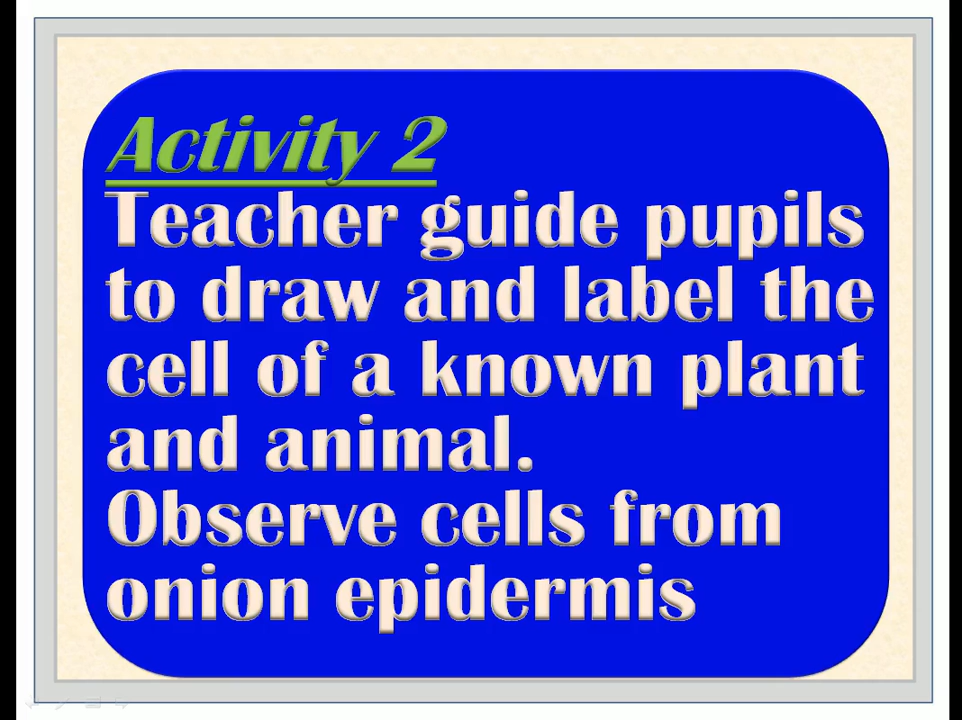 Activity 2
Teacher guide pupils
to draw and label the
cell of a known plant
and animal.
Observe cells from
onion epidermis